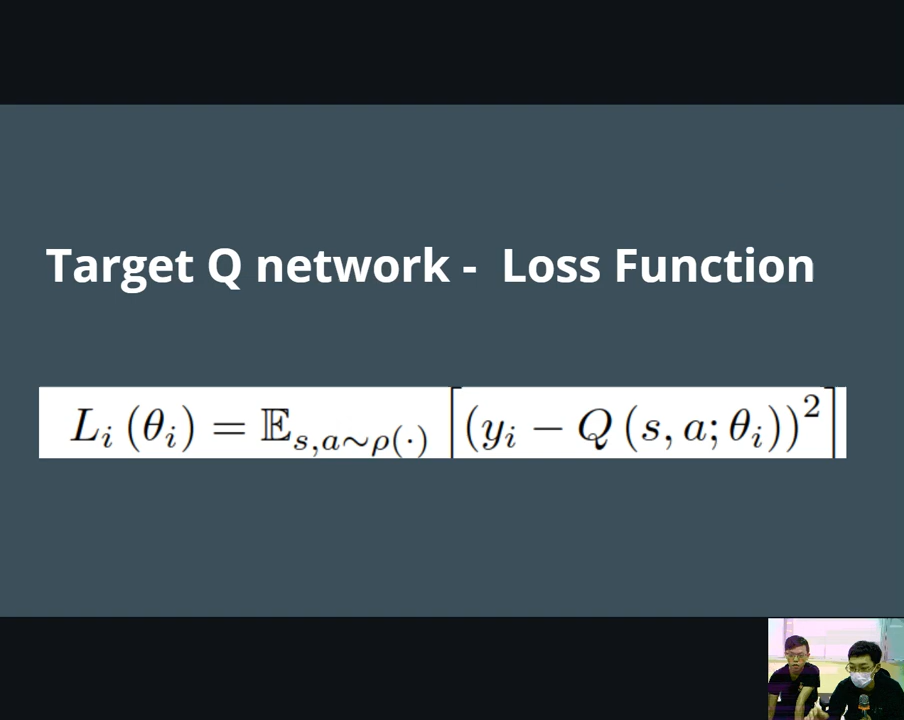 Target Q network - Loss Function
L_i (θ_i) = 𝔼_{s,a∼ρ(·)} [(y_i − Q (s, a; θ_i))^2]